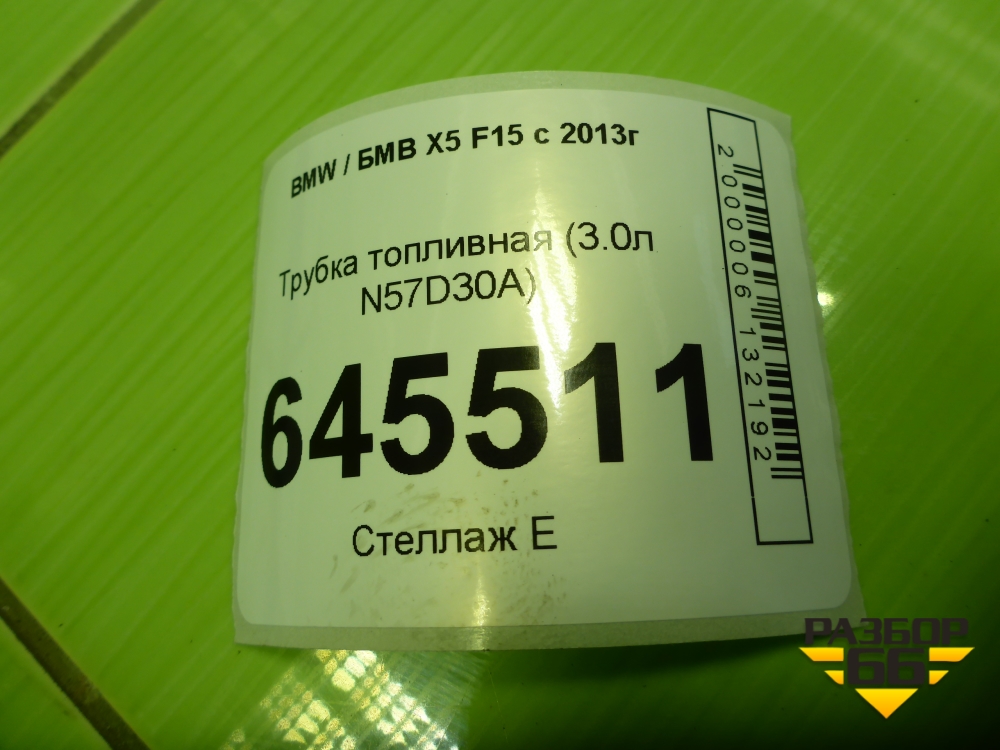 BMW / БМВ X5 F15 с 2013г
Трубка топливная (3.0л
N57D30A)
645511
Стеллаж Е
2000006132192
РАЗБОР
66